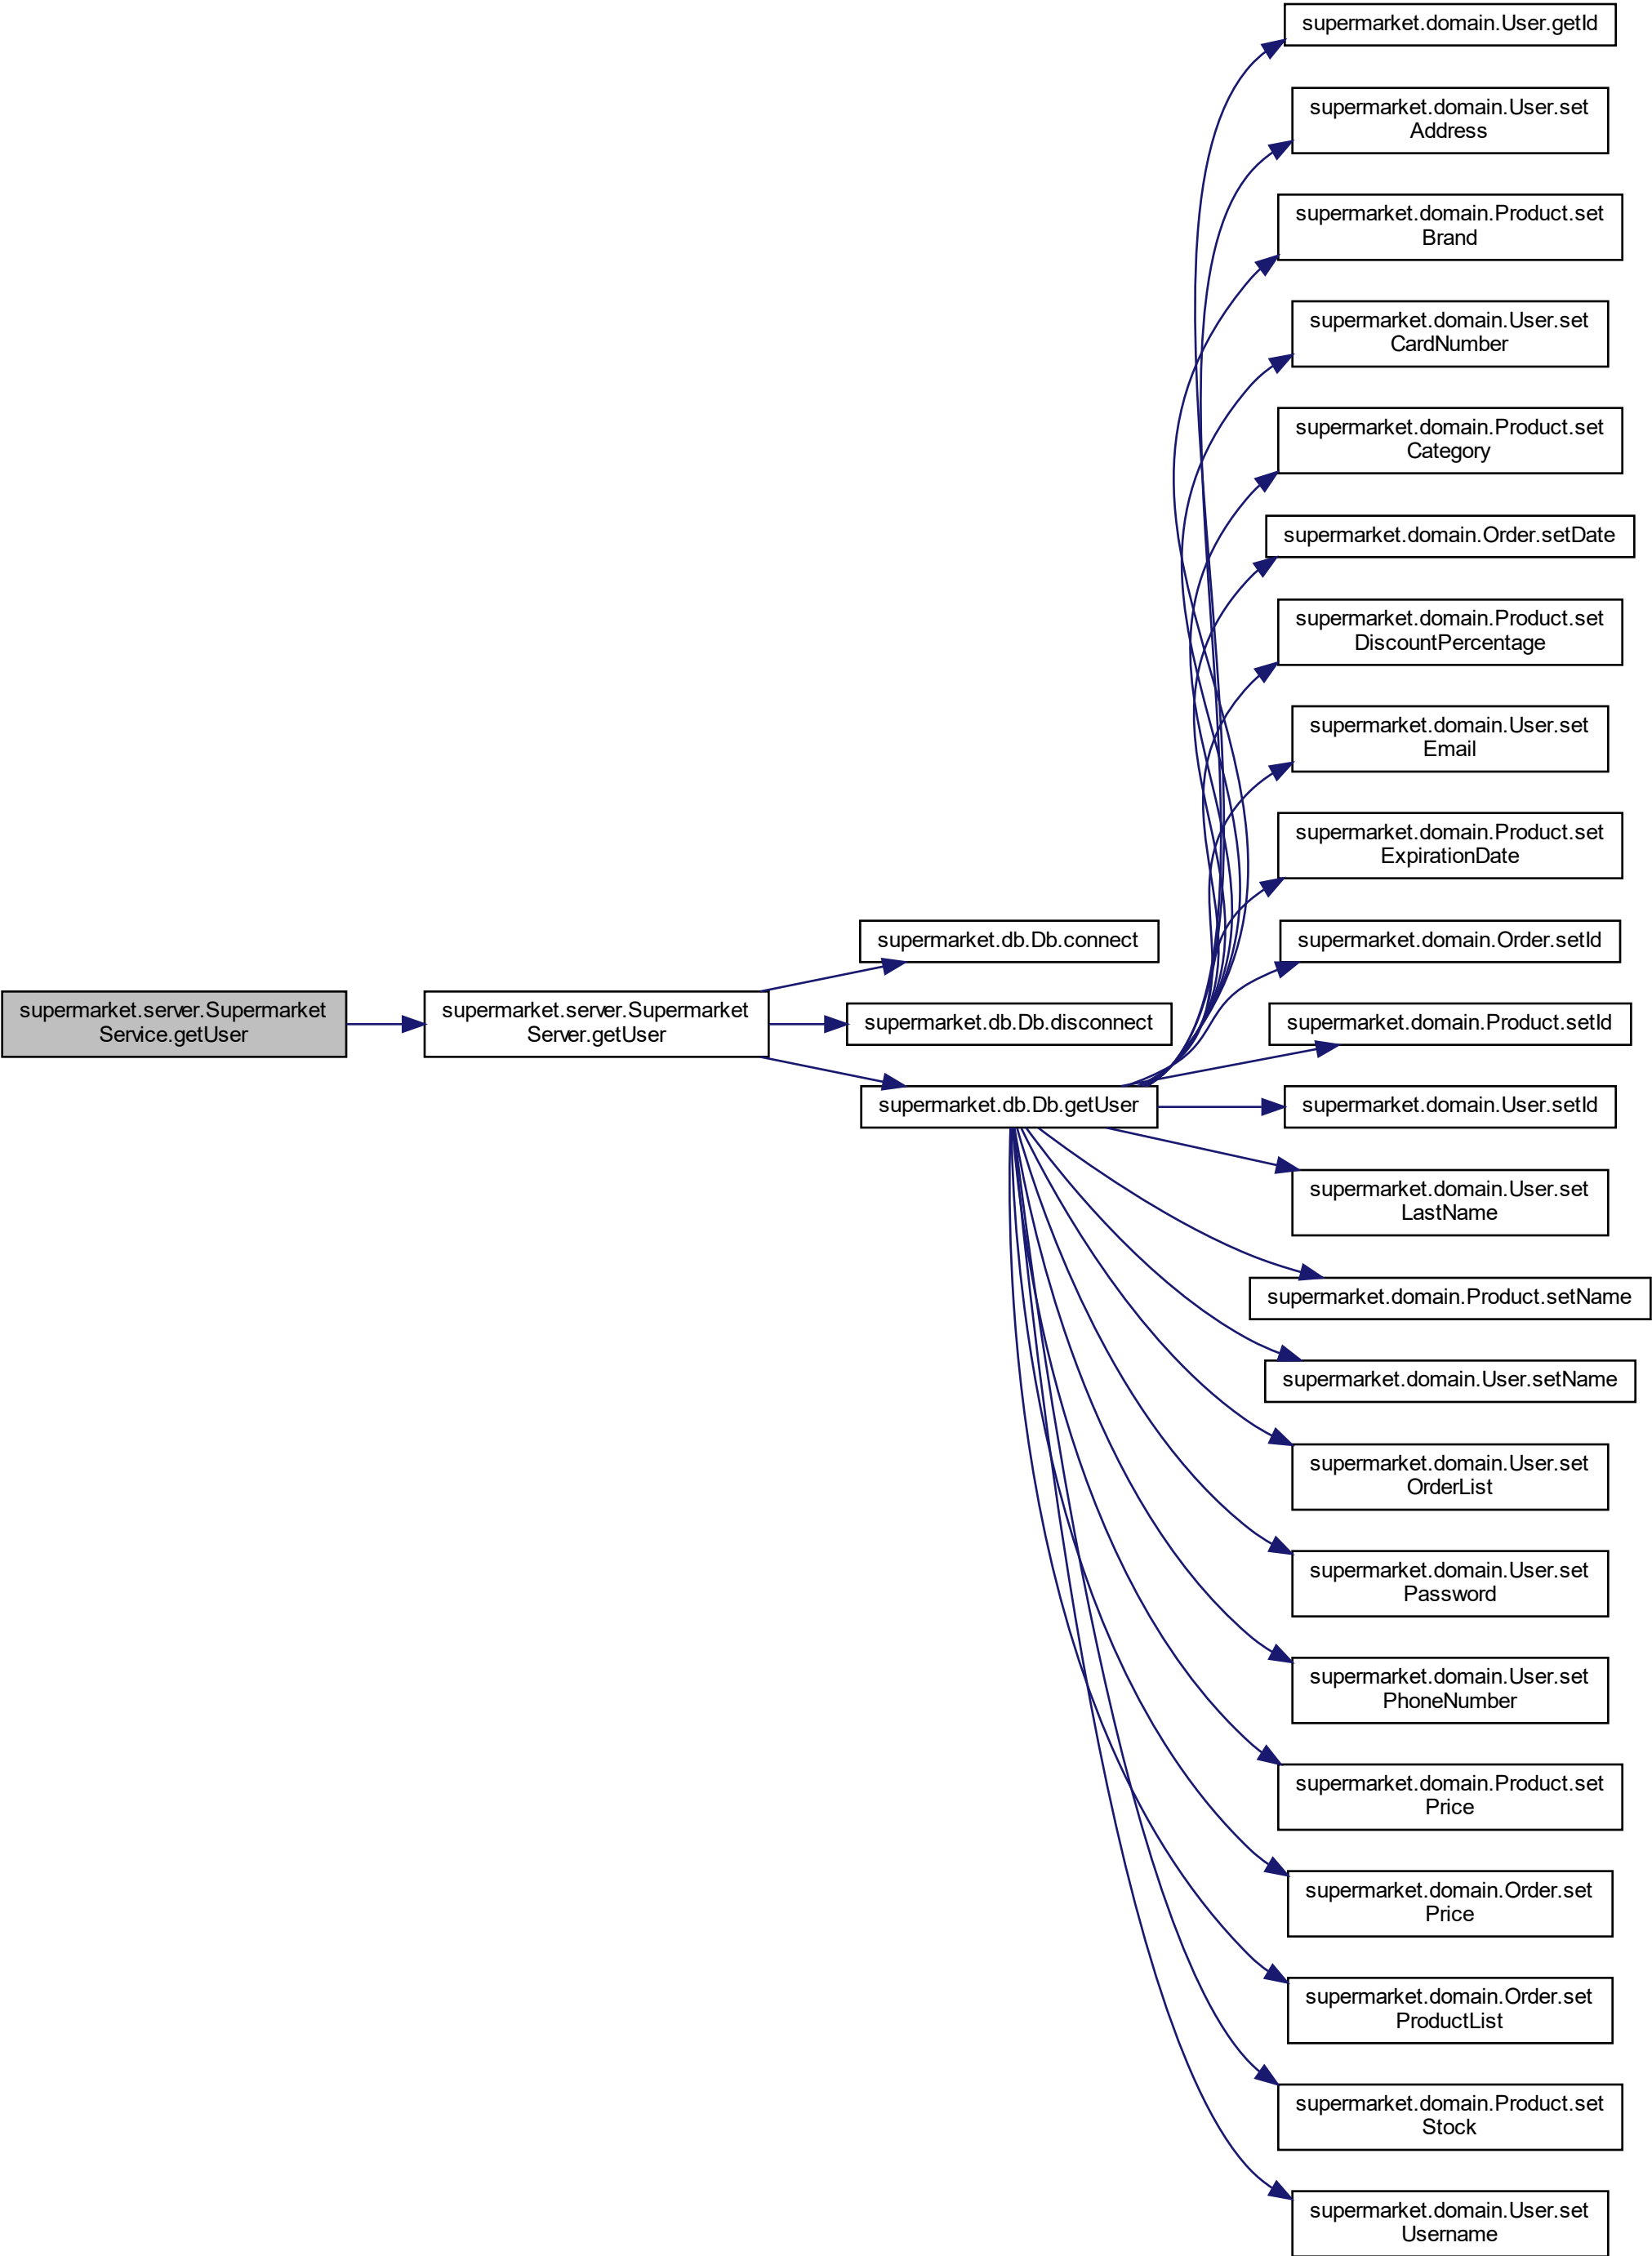 supermarket.server.Supermarket
Service.getUser
supermarket.server.Supermarket
Server.getUser
supermarket.db.Db.connect
supermarket.db.Db.disconnect
supermarket.db.Db.getUser
supermarket.domain.User.getId
supermarket.domain.User.set
Address
supermarket.domain.Product.set
Brand
supermarket.domain.User.set
CardNumber
supermarket.domain.Product.set
Category
supermarket.domain.Order.setDate
supermarket.domain.Product.set
DiscountPercentage
supermarket.domain.User.set
Email
supermarket.domain.Product.set
ExpirationDate
supermarket.domain.Order.setId
supermarket.domain.Product.setId
supermarket.domain.User.setId
supermarket.domain.User.set
LastName
supermarket.domain.Product.setName
supermarket.domain.User.setName
supermarket.domain.User.set
OrderList
supermarket.domain.User.set
Password
supermarket.domain.User.set
PhoneNumber
supermarket.domain.Product.set
Price
supermarket.domain.Order.set
Price
supermarket.domain.Order.set
ProductList
supermarket.domain.Product.set
Stock
supermarket.domain.User.set
Username